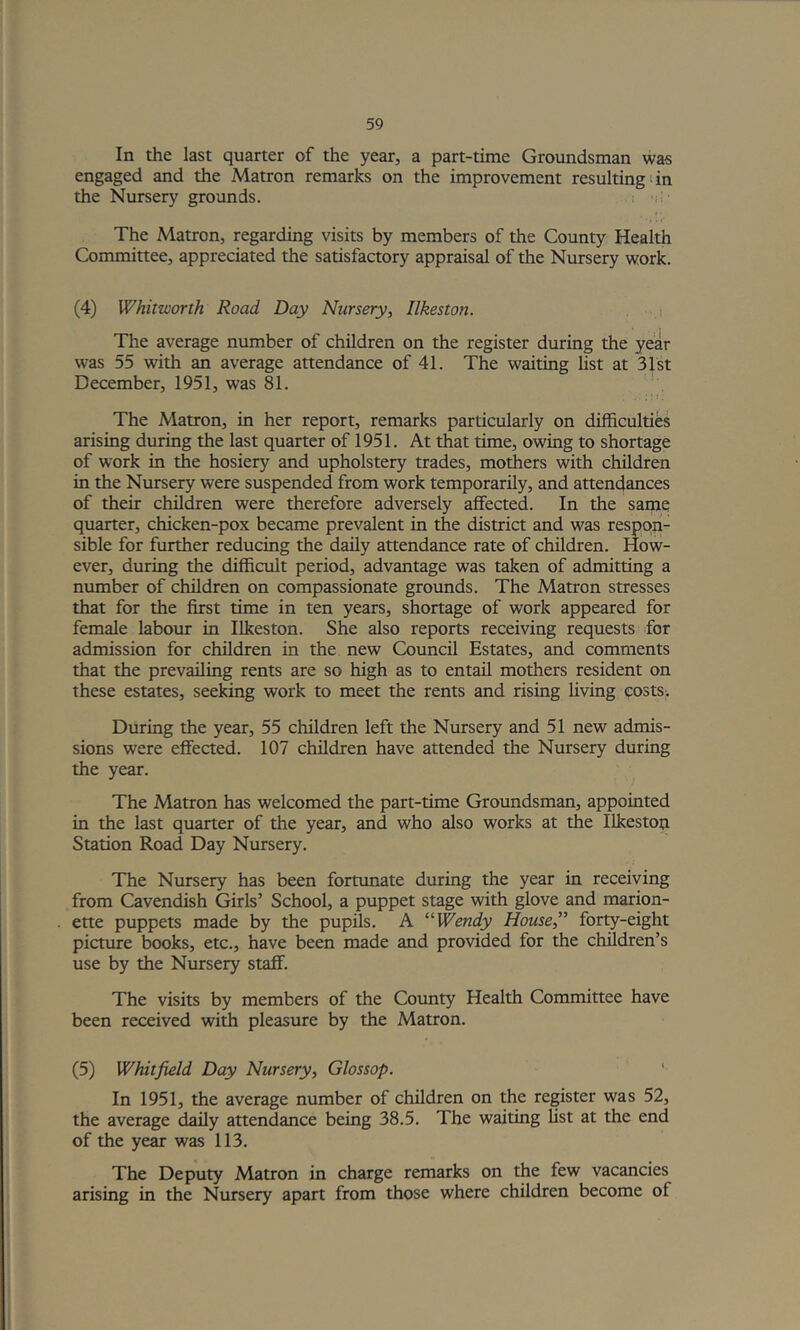 59
In the last quarter of the year, a part-time Groundsman was
engaged and the Matron remarks on the improvement resulting in
the Nursery grounds.
The Matron, regarding visits by members of the County Health
Committee, appreciated the satisfactory appraisal of the Nursery work.
(4) Whitworth Road Day Nursery, Ilkeston.
The average number of children on the register during the year
was 55 with an average attendance of 41. The waiting list at 31st
December, 1951, was 81.
The Matron, in her report, remarks particularly on difficulties
arising during the last quarter of 1951. At that time, owing to shortage
of work in the hosiery and upholstery trades, mothers with children
in the Nursery were suspended from work temporarily, and attendances
of their children were therefore adversely affected. In the same
quarter, chicken-pox became prevalent in the district and was respon-
sible for further reducing the daily attendance rate of children. How-
ever, during the difficult period, advantage was taken of admitting a
number of children on compassionate grounds. The Matron stresses
that for the first time in ten years, shortage of work appeared for
female labour in Ilkeston. She also reports receiving requests for
admission for children in the new Council Estates, and comments
that the prevailing rents are so high as to entail mothers resident on
these estates, seeking work to meet the rents and rising living costs.
During the year, 55 children left the Nursery and 51 new admis-
sions were effected. 107 children have attended the Nursery during
the year.
The Matron has welcomed the part-time Groundsman, appointed
in the last quarter of the year, and who also works at the Ilkeston
Station Road Day Nursery.
The Nursery has been fortunate during the year in receiving
from Cavendish Girls' School, a puppet stage with glove and marion-
ette puppets made by the pupils. A "Wendy House," forty-eight
picture books, etc., have been made and provided for the children's
use by the Nursery staff.
The visits by members of the County Health Committee have
been received with pleasure by the Matron.
(5) Whitfield Day Nursery, Glossop.
In 1951, the average number of children on the register was 52,
the average daily attendance being 38.5. The waiting list at the end
of the year was 113.
The Deputy Matron in charge remarks on the few vacancies
arising in the Nursery apart from those where children become of